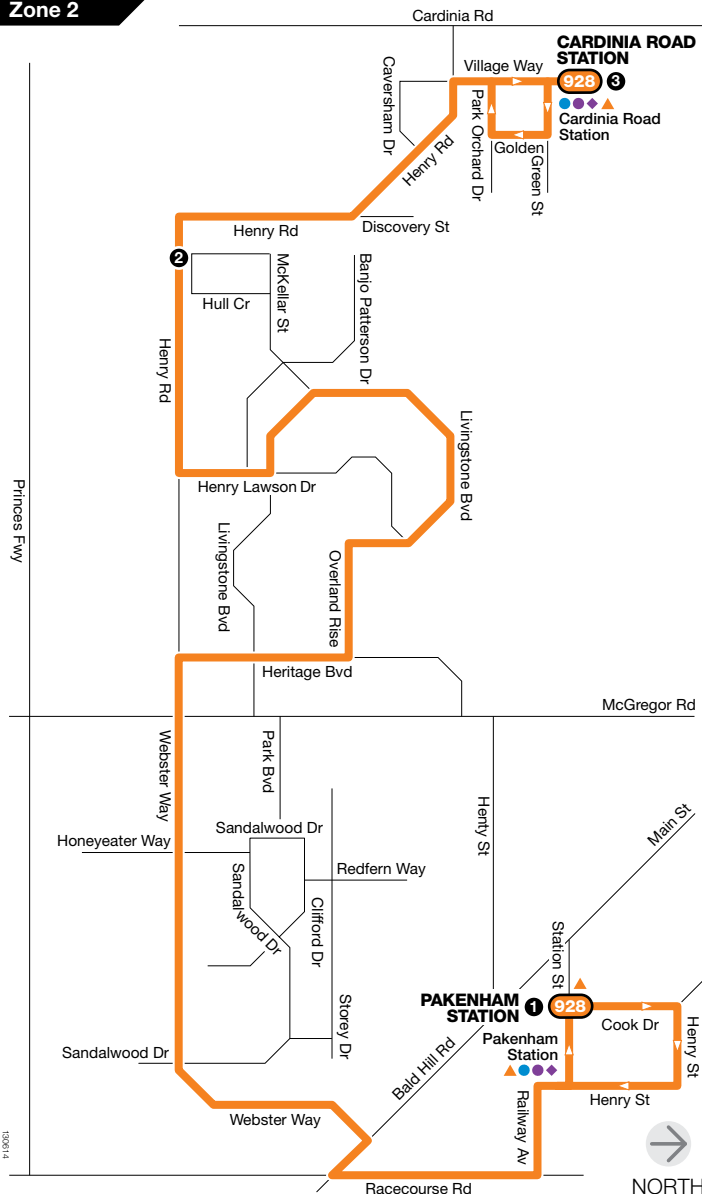 Zone 2
Cardinia Rd
CARDINIA ROAD
STATION
Village Way
928 3
Cardinia Road
Station
Caversham Dr
Park Orchard Dr
Golden
Green St
Henry Rd
Henry Rd
Discovery St
2
McKellar St
Banjo Patterson Dr
Hull Cr
Henry Rd
Livingstone Bvd
Henry Lawson Dr
Princes Fwy
Livingstone Bvd
Overland Rise
Heritage Bvd
McGregor Rd
Webster Way
Park Bvd
Henty St
Main St
Sandalwood Dr
Honeyeater Way
Redfern Way
Sandalwood Dr
Clifford Dr
Station St
PAKENHAM
STATION
1 928
Storey Dr
Cook Dr
Henry St
Pakenham
Station
Bald Hill Rd
Sandalwood Dr
Henry St
Railway Av
Webster Way
130614
Racecourse Rd
NORTH